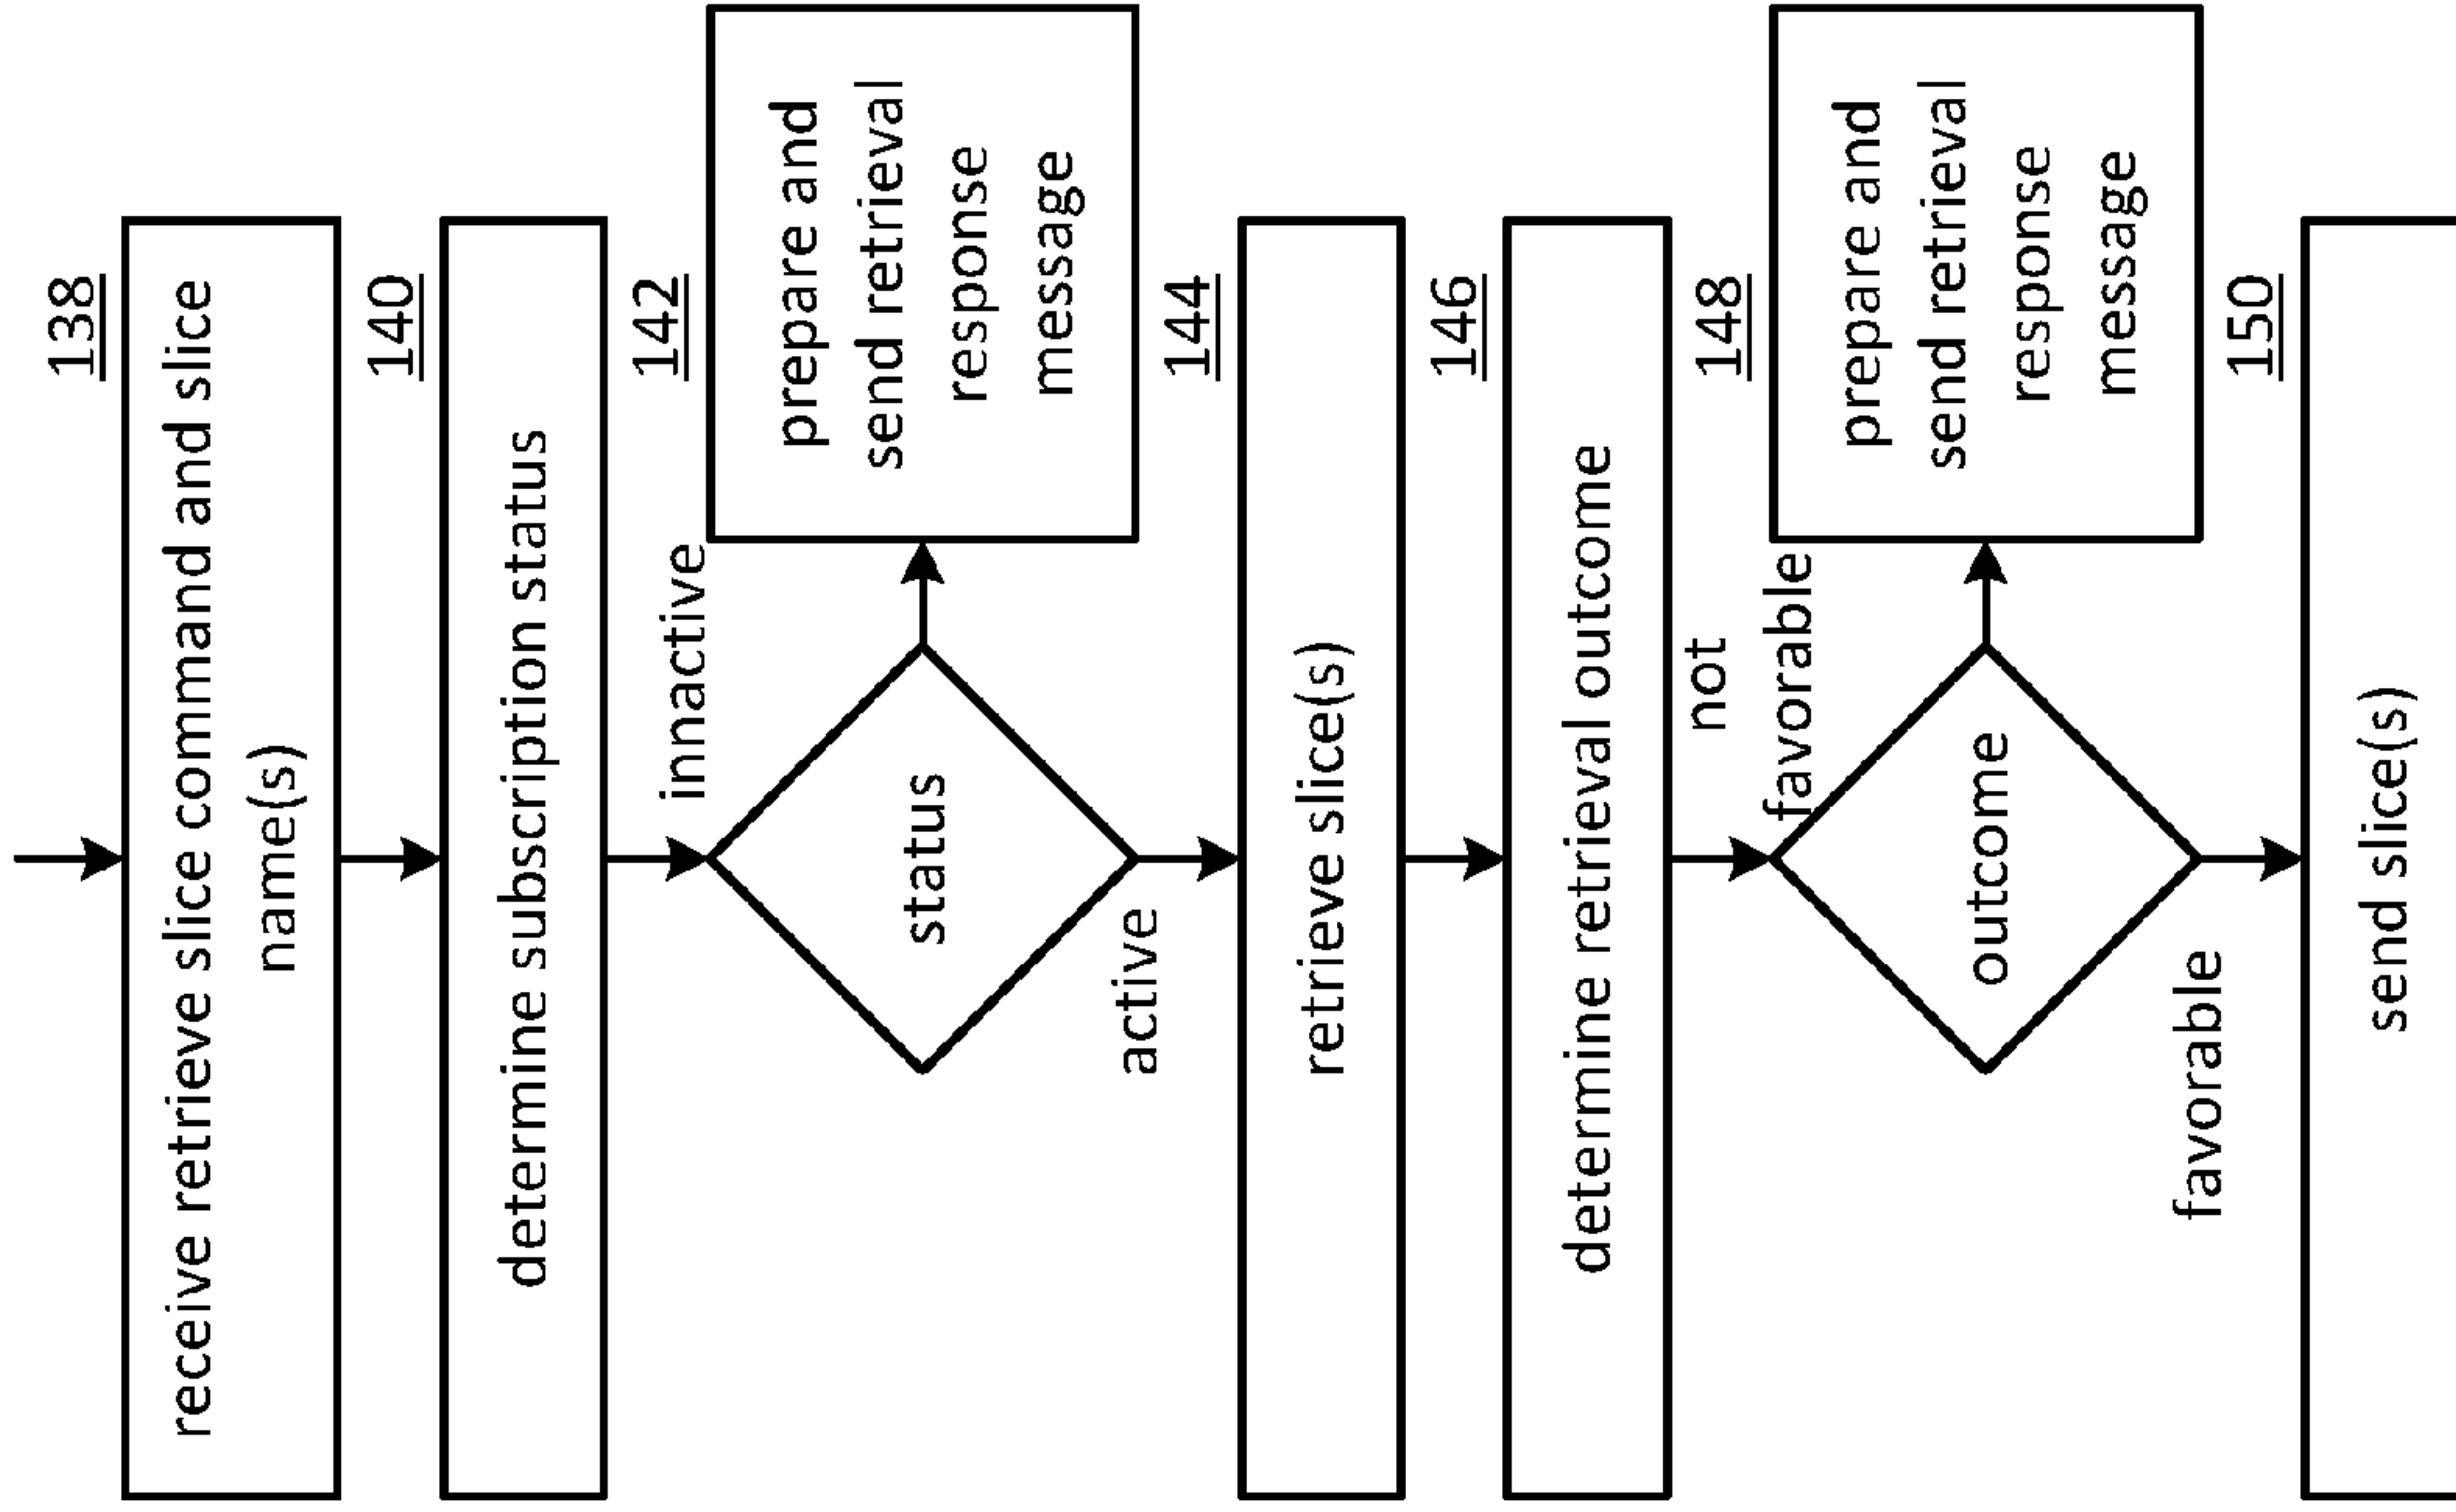 138
receive retrieve slice command and slice
name(s)
140
determine subscription status
innactive
142
status
prepare and
send retrieval
response
message
active
144
retrieve slice(s)
146
determine retrieval outcome
not
favorable
148
outcome
prepare and
send retrieval
response
message
favorable
150
send slice(s)